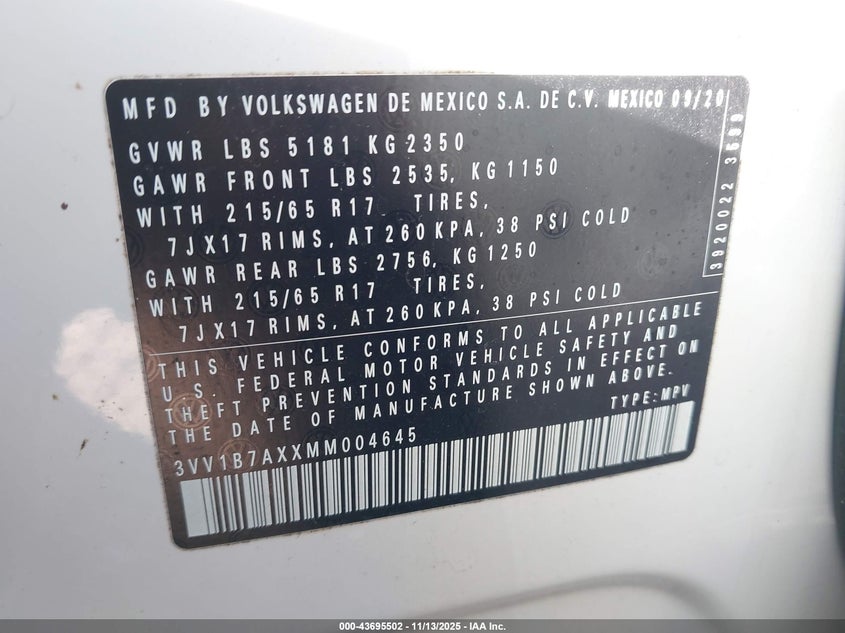 MFD BY VOLKSWAGEN DE MEXICO S.A. DE C.V. MEXICO 09/20
GVWR LBS 5181 KG 2350
GAWR FRONT LBS 2535, KG 1150
WITH 215/65 R17 TIRES,
7JX17 RIMS, AT 260 KPA, 38 PSI COLD
GAWR REAR LBS 2756, KG 1250
WITH 215/65 R17 TIRES,
7JX17 RIMS, AT 260 KPA, 38 PSI COLD
THIS VEHICLE CONFORMS TO ALL APPLICABLE
U.S. FEDERAL MOTOR VEHICLE SAFETY AND
THEFT PREVENTION STANDARDS IN EFFECT ON
THE DATE OF MANUFACTURE SHOWN ABOVE.
TYPE: MPV
3VV1B7AXXMM004645
3920022
000-43695502 - 11/13/2025 - IAA Inc.